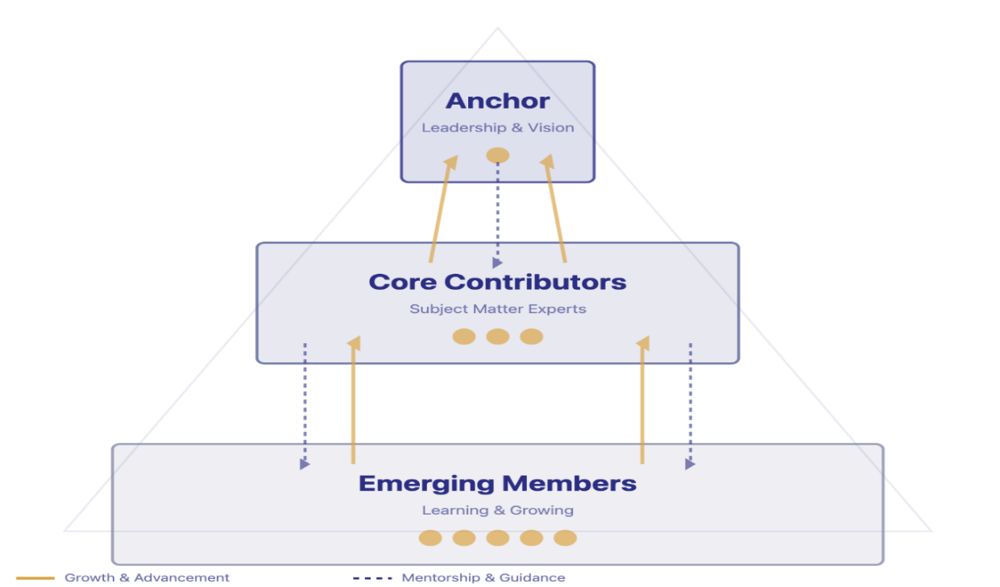 Anchor
Leadership & Vision
Core Contributors
Subject Matter Experts
Emerging Members
Learning & Growing
Growth & Advancement
Mentorship & Guidance